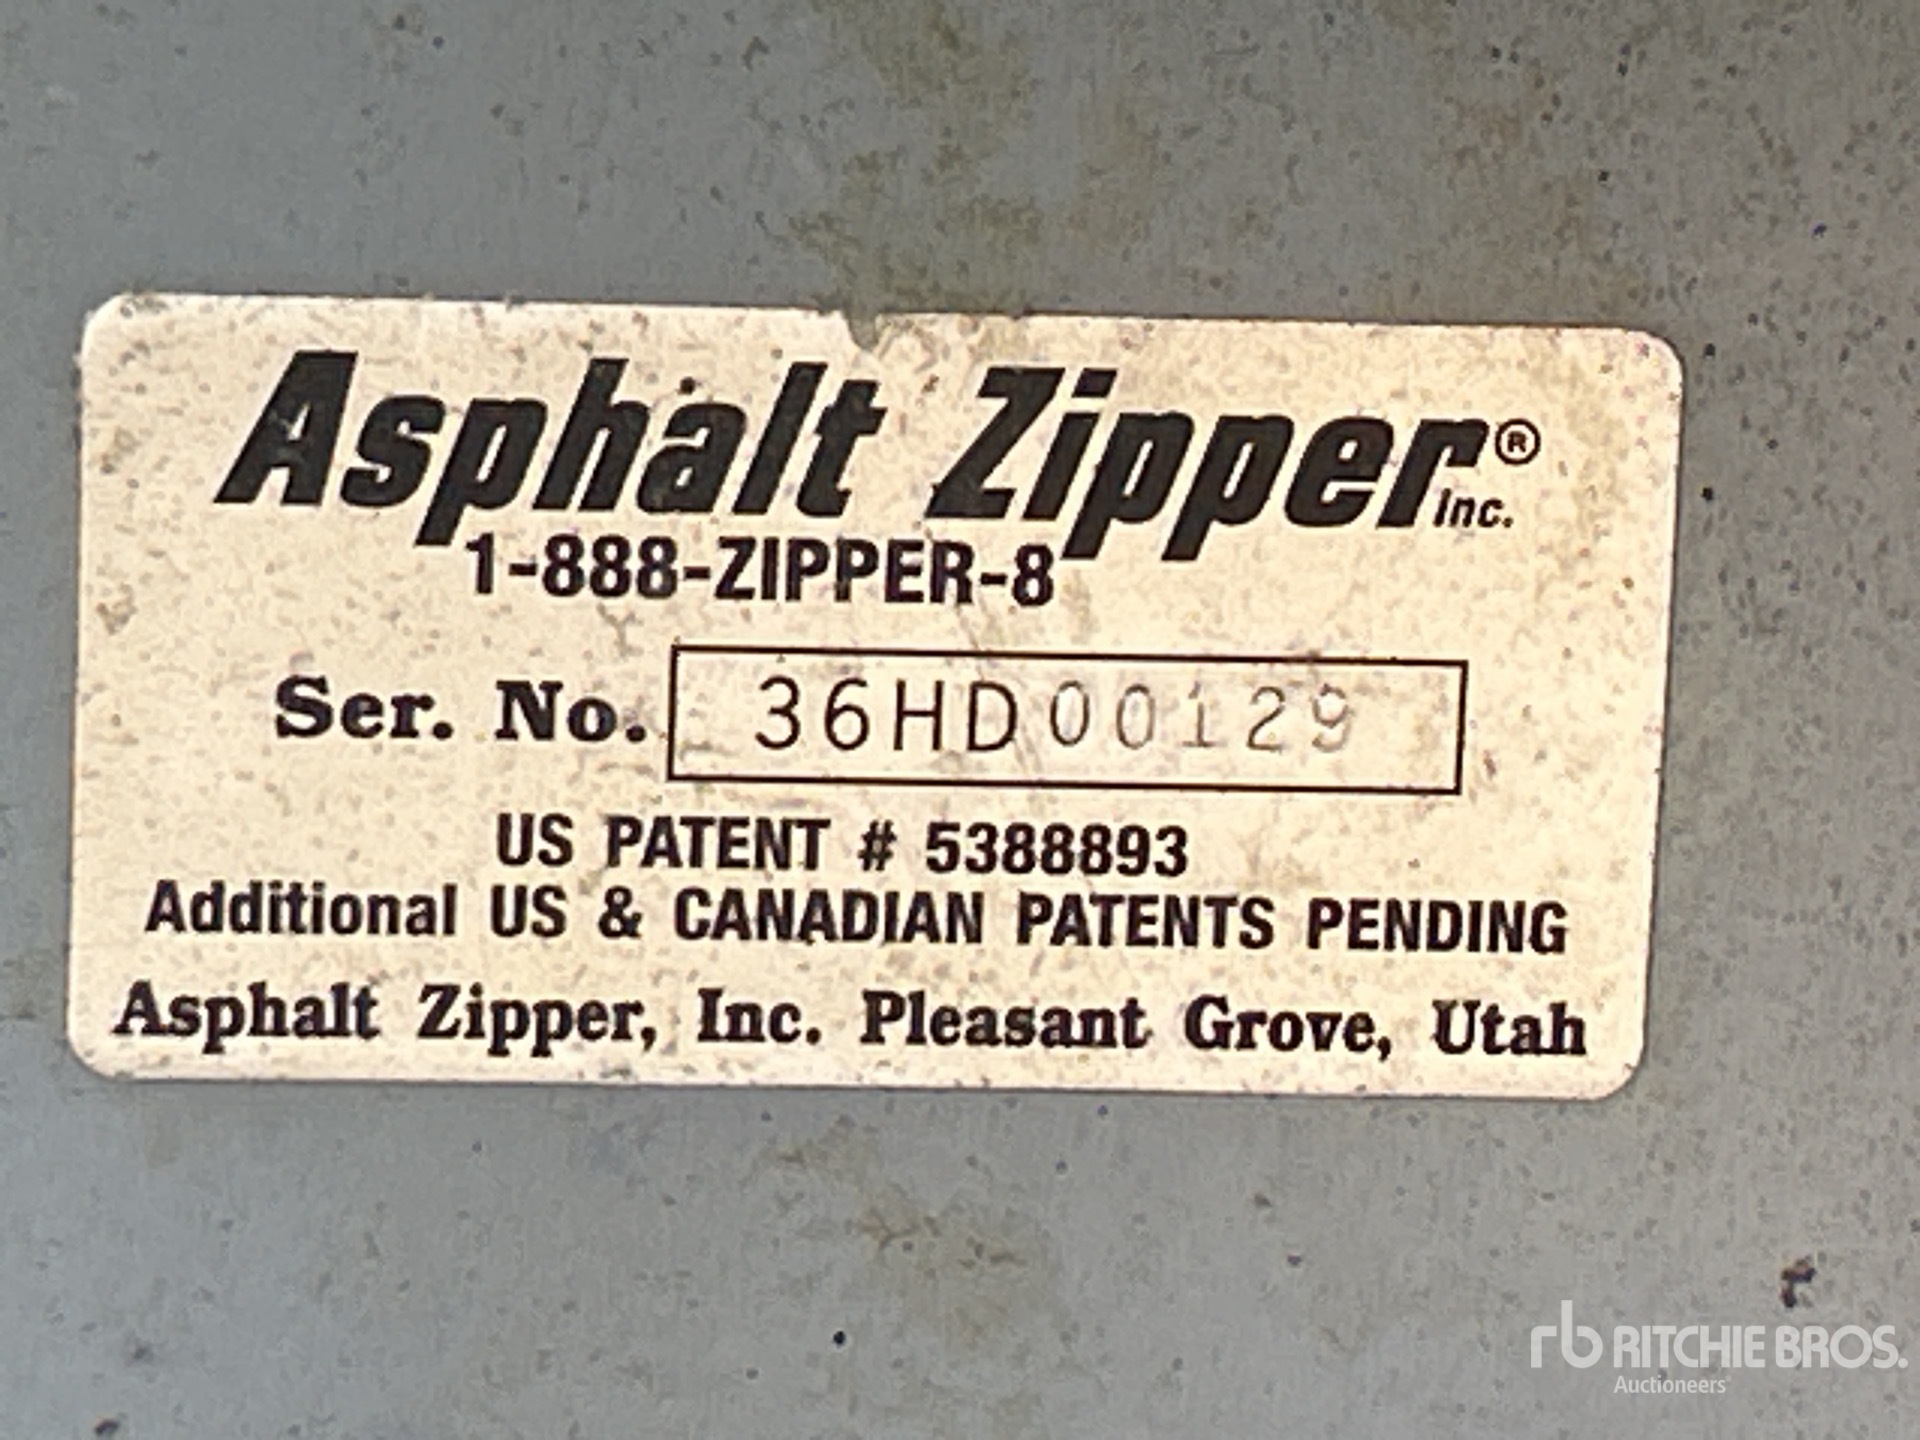 Asphalt Zipper® Inc.
1-888-ZIPPER-8
Ser. No. 36HD00129
US PATENT # 5388893
Additional US & CANADIAN PATENTS PENDING
Asphalt Zipper, Inc. Pleasant Grove, Utah
rb RITCHIE BROS.
Auctioneers